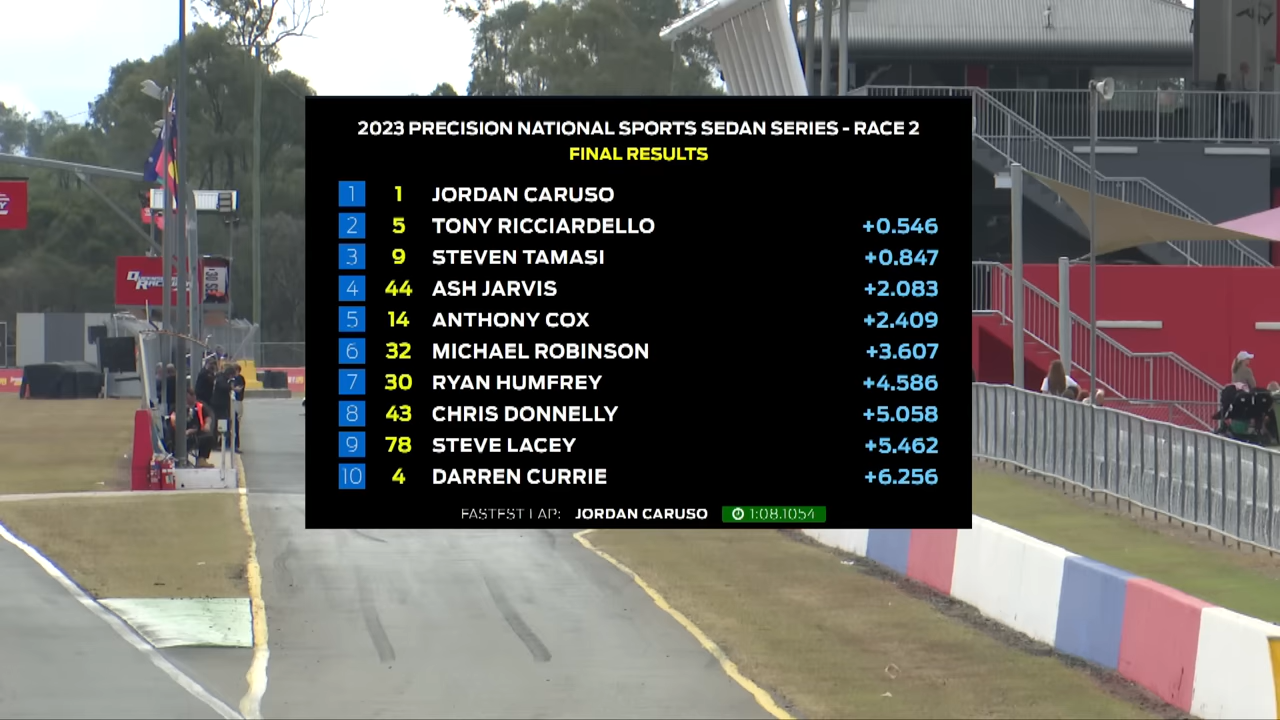 2023 PRECISION NATIONAL SPORTS SEDAN SERIES - RACE 2
FINAL RESULTS
1 1 JORDAN CARUSO
2 5 TONY RICCIARDELLO +0.546
3 9 STEVEN TAMASI +0.847
4 44 ASH JARVIS +2.083
5 14 ANTHONY COX +2.409
6 32 MICHAEL ROBINSON +3.607
7 30 RYAN HUMFREY +4.586
8 43 CHRIS DONNELLY +5.058
9 78 STEVE LACEY +5.462
10 4 DARREN CURRIE +6.256
FASTEST LAP: JORDAN CARUSO 1:08.1054